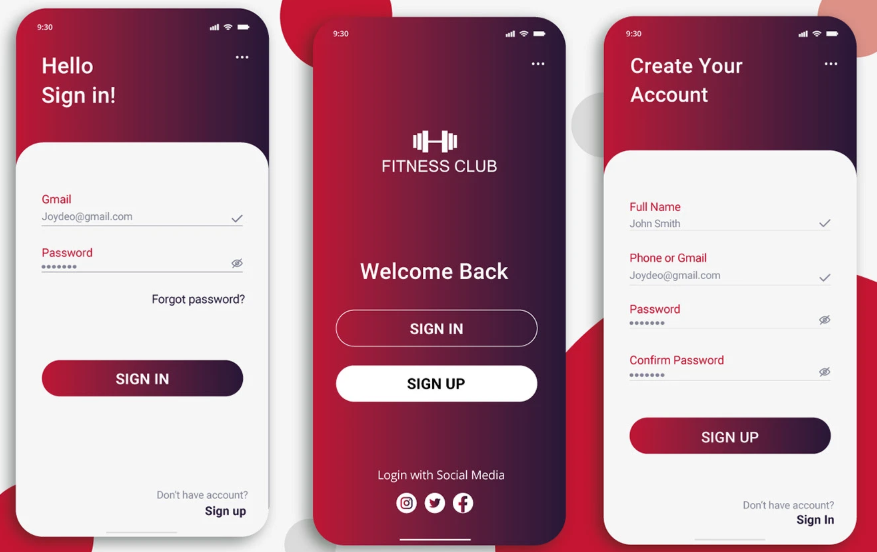 9:30
Hello
Sign in!
Gmail
Joydeo@gmail.com
Password
Forgot password?
SIGN IN
Don't have account?
Sign up
9:30
FITNESS CLUB
Welcome Back
SIGN IN
SIGN UP
Login with Social Media
9:30
Create Your
Account
Full Name
John Smith
Phone or Gmail
Joydeo@gmail.com
Password
Confirm Password
SIGN UP
Don't have account?
Sign In